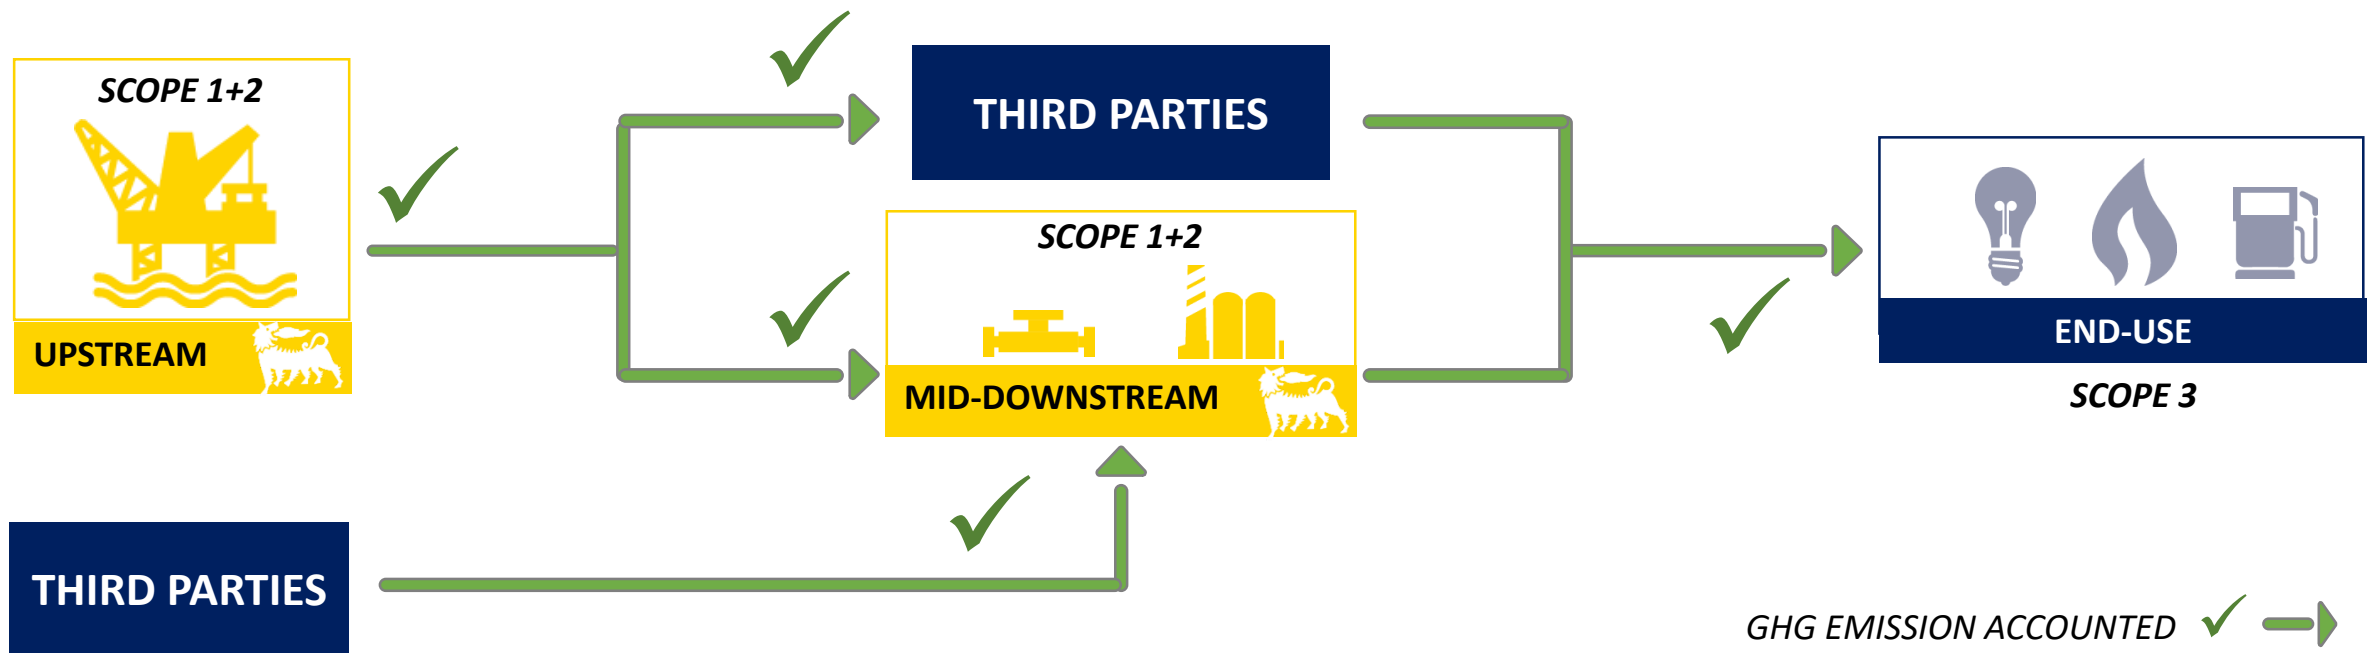 SCOPE 1+2
UPSTREAM
THIRD PARTIES
THIRD PARTIES
SCOPE 1+2
MID-DOWNSTREAM
END-USE
SCOPE 3
GHG EMISSION ACCOUNTED